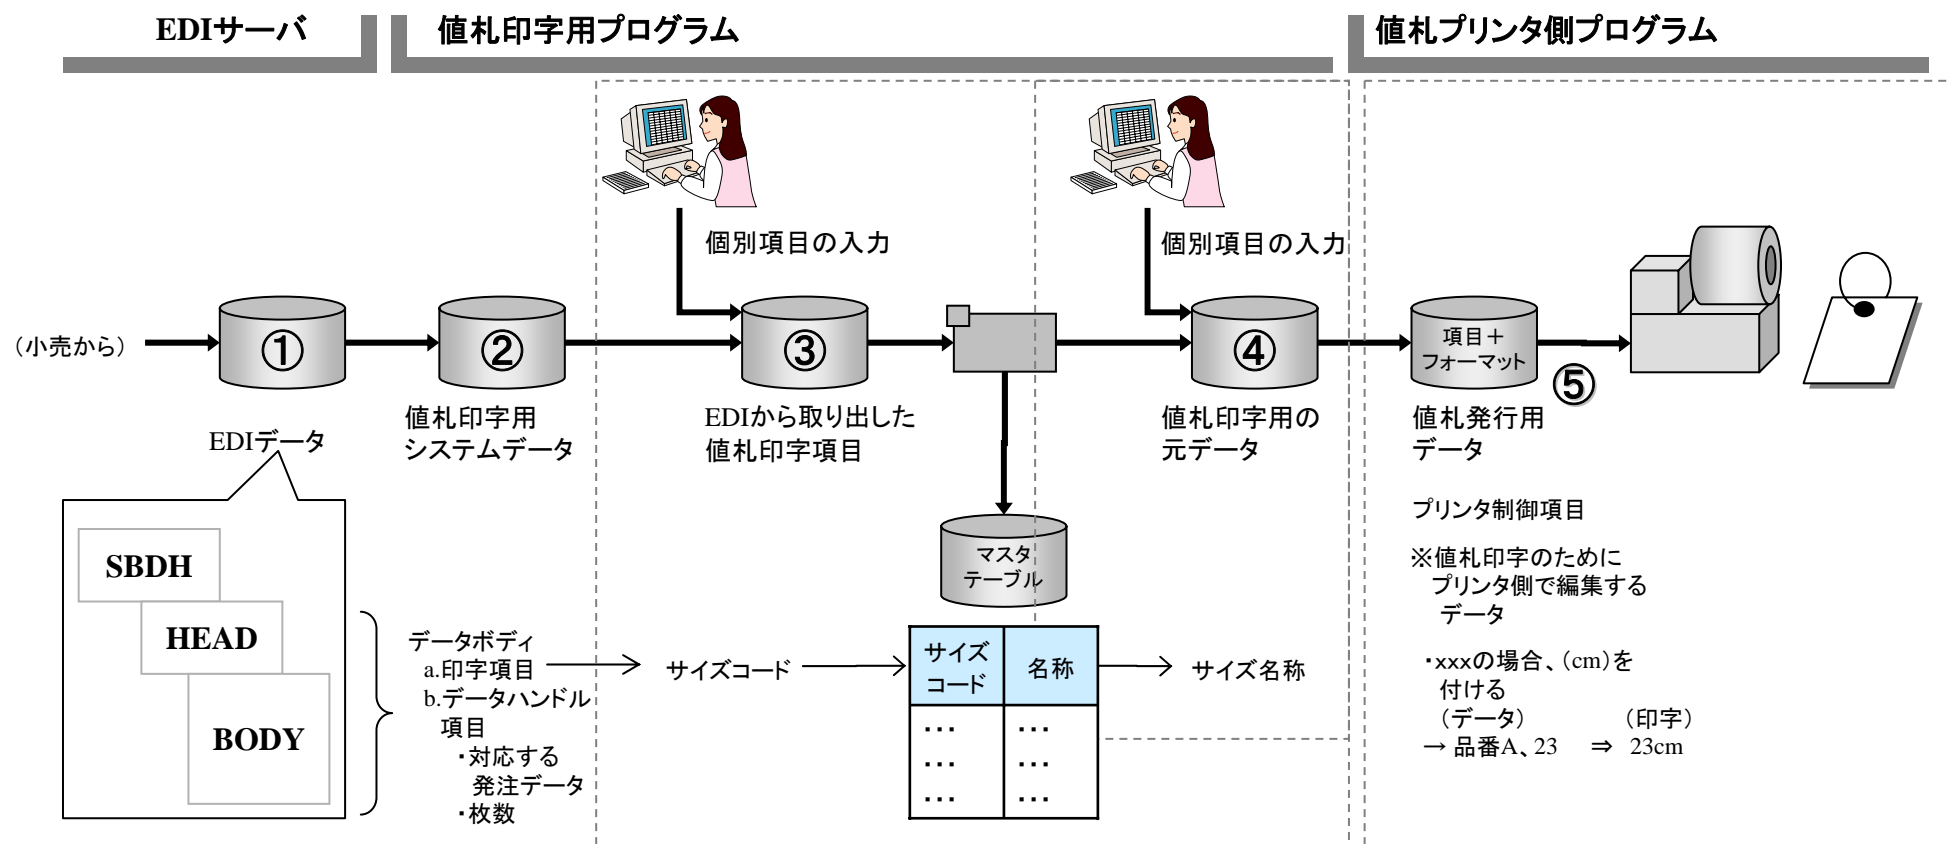 EDIサーバ
値札印字用プログラム
値札プリンタ側プログラム
個別項目の入力
個別項目の入力
（小売から）
①
②
③
④
項目＋
フォーマット
⑤
EDIデータ
値札印字用
システムデータ
EDIから取り出した
値札印字項目
値札印字用の
元データ
値札発行用
データ
マスタ
テーブル
プリンタ制御項目
※値札印字のために
プリンタ側で編集する
データ
・xxxの場合、(cm)を
付ける
（データ） （印字）
→ 品番A、23 ⇒ 23cm
SBDH
HEAD
BODY
データボディ
a.印字項目
b.データハンドル
項目
・対応する
発注データ
・枚数
サイズコード
サイズ
コード
名称
… …
… …
… …
サイズ名称